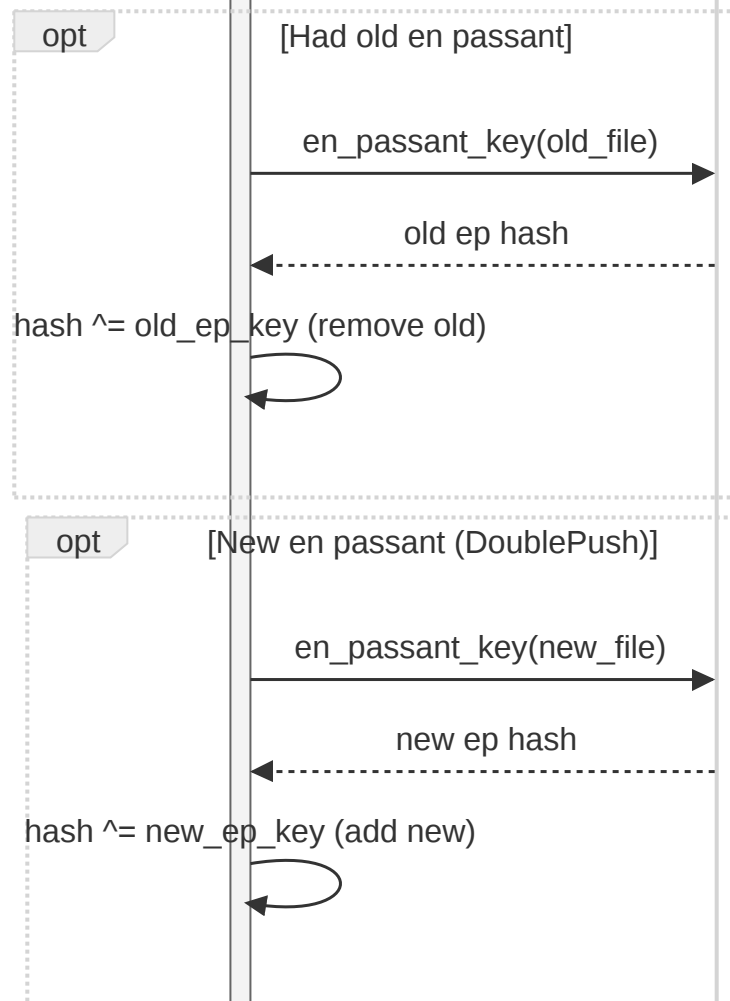 opt
[Had old en passant]
en_passant_key(old_file)
old ep hash
hash ^= old_ep_key (remove old)
opt
[New en passant (DoublePush)]
en_passant_key(new_file)
new ep hash
hash ^= new_ep_key (add new)